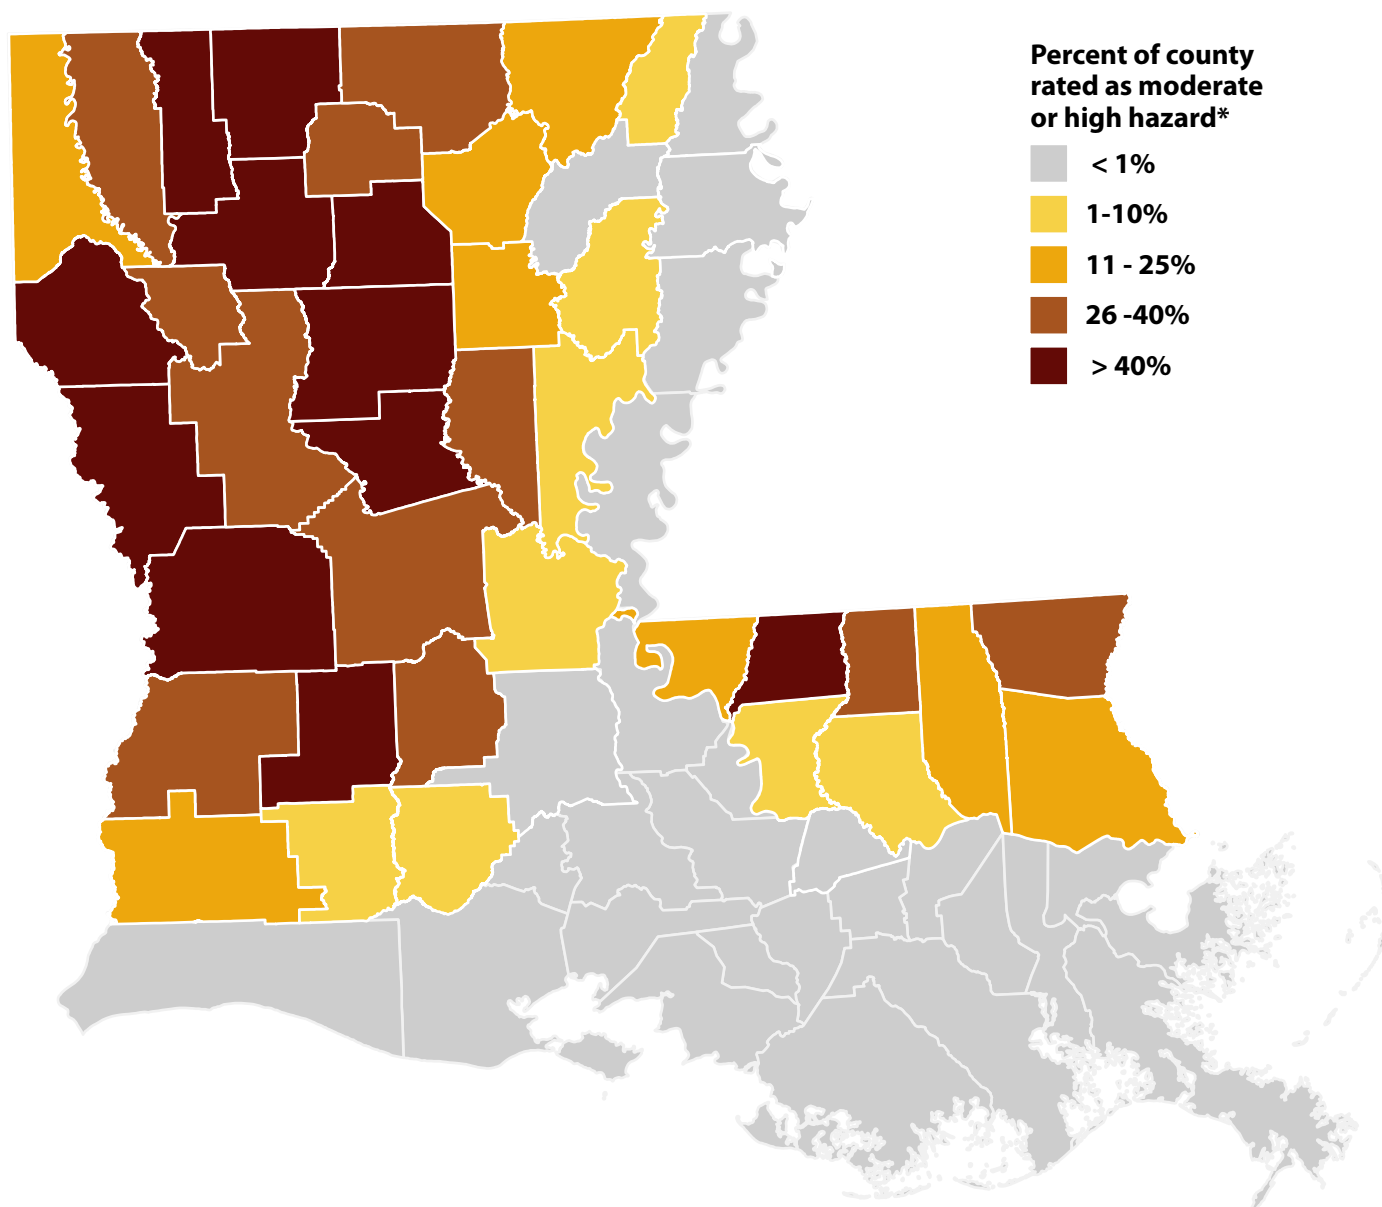 Percent of county
rated as moderate
or high hazard*
< 1%
1-10%
11 - 25%
26 -40%
> 40%